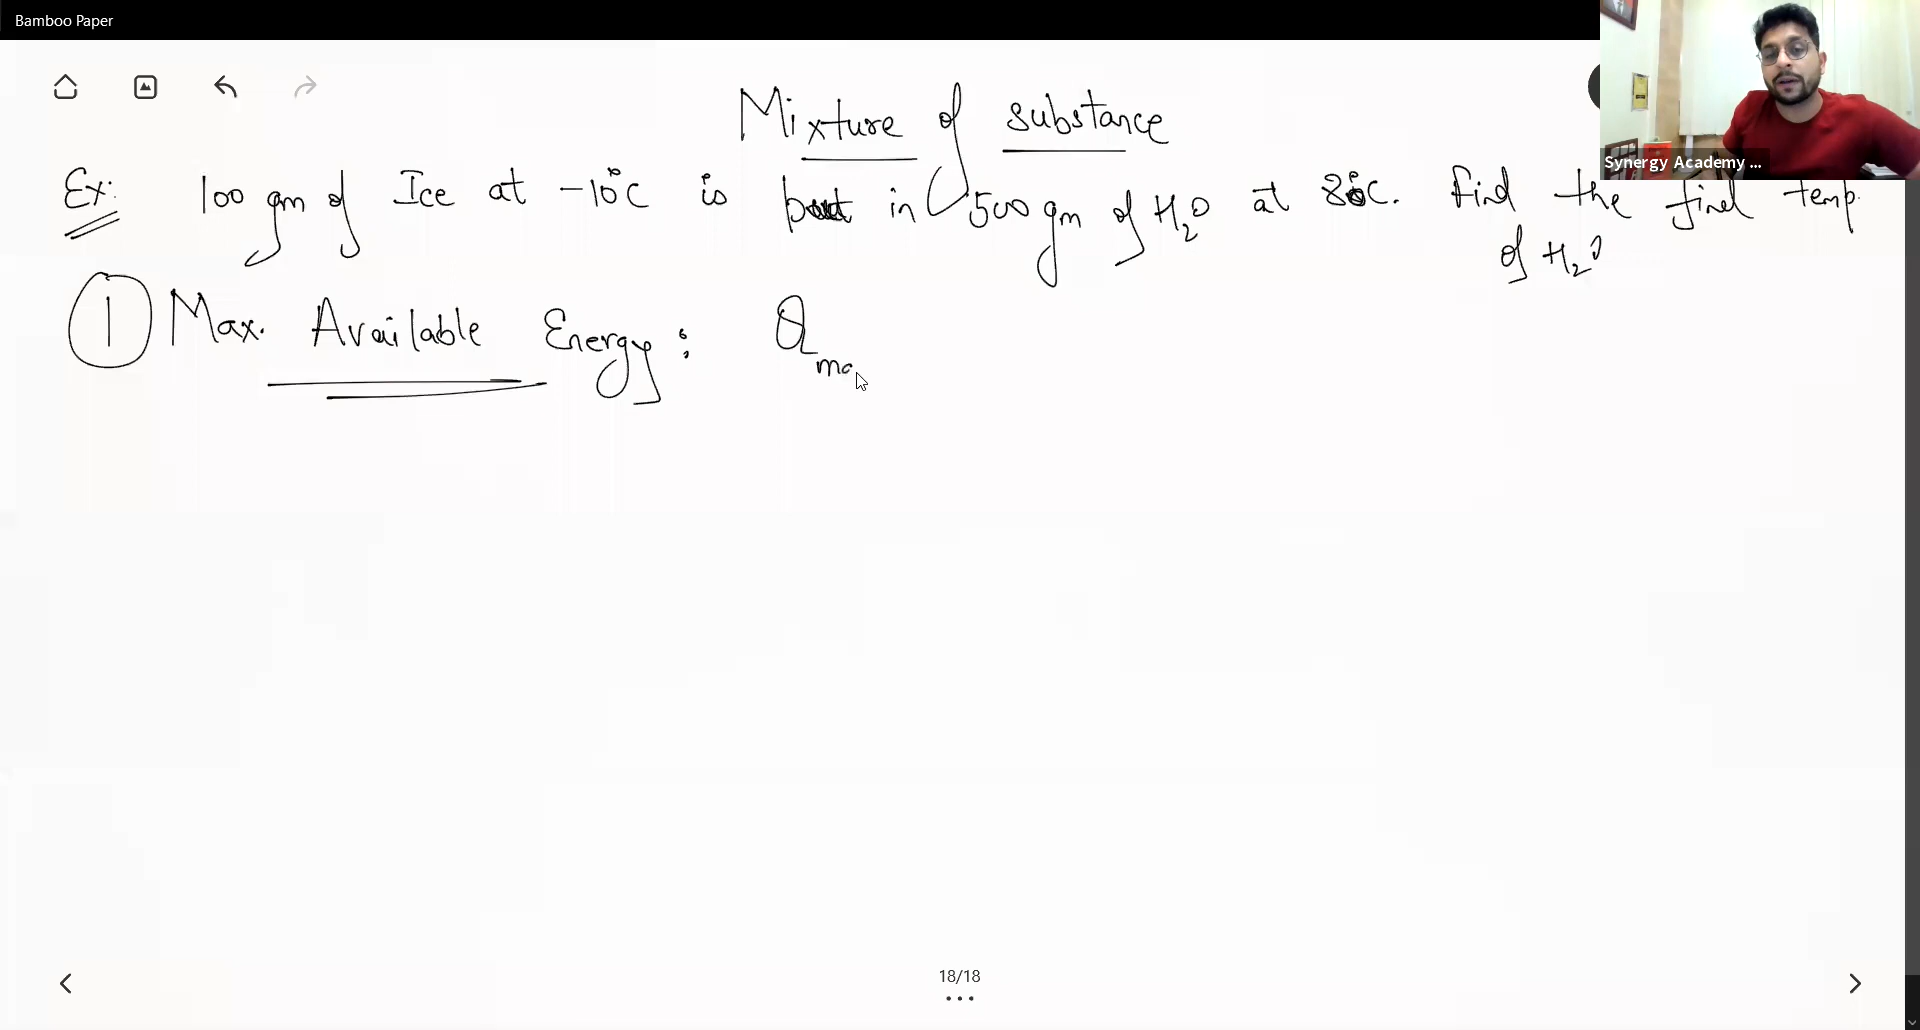 Bamboo Paper
Synergy Academy ...
Mixture of substance
Ex: 100 gm of Ice at -10°C is put in 500 gm of H₂O at 80°C. Find the final temp.
of H₂O
① Max. Available Energy: Q ma
18/18